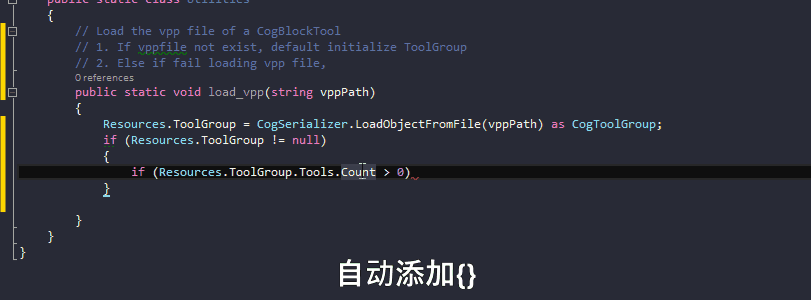 public static class Utilities
{
// Load the vpp file of a CogBlockTool
// 1. If vppfile not exist, default initialize ToolGroup
// 2. Else if fail loading vpp file,
0 references
public static void load_vpp(string vppPath)
{
Resources.ToolGroup = CogSerializer.LoadObjectFromFile(vppPath) as CogToolGroup;
if (Resources.ToolGroup != null)
{
if (Resources.ToolGroup.Tools.Count > 0)
}
}
}
}
自动添加{}